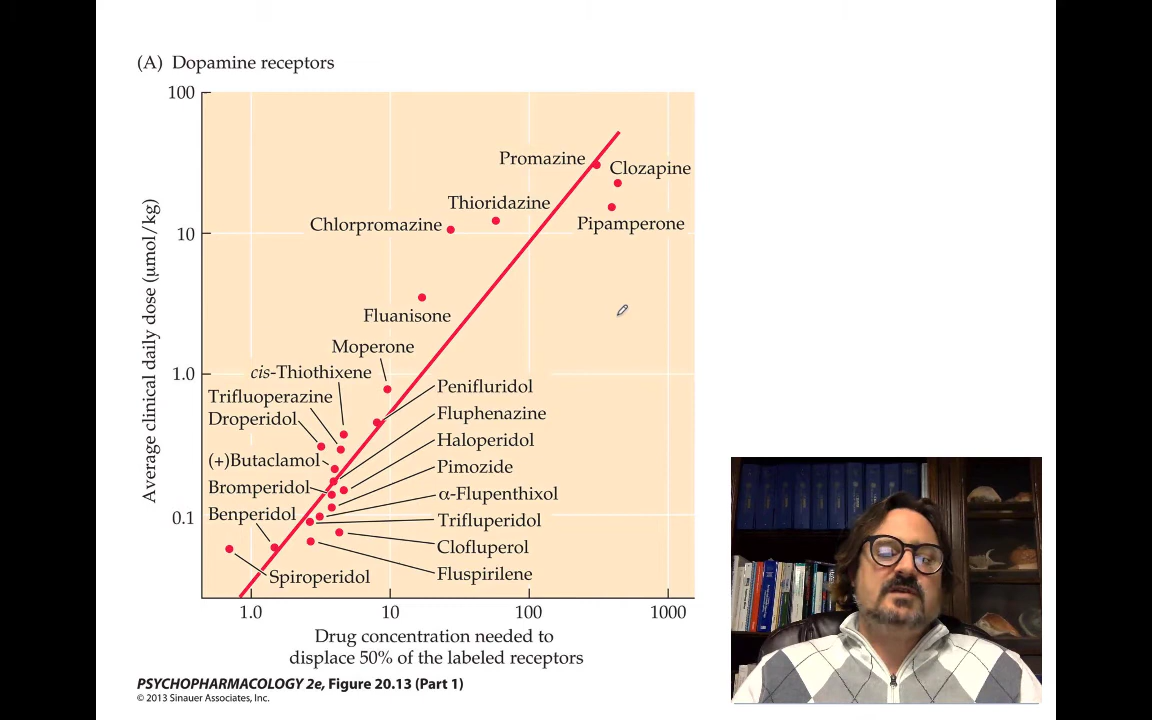 (A) Dopamine receptors
100
10
1.0
0.1
Average clinical daily dose (μmol/kg)
Promazine
Clozapine
Thioridazine
Pipamperone
Chlorpromazine
Fluanisone
Moperone
cis-Thiothixene
Trifluoperazine
Droperidol
(+)Butaclamol
Bromperidol
Benperidol
Spiroperidol
Penifluridol
Fluphenazine
Haloperidol
Pimozide
α-Flupenthixol
Trifluperidol
Clofluperol
Fluspirilene
1.0 10 100 1000
Drug concentration needed to
displace 50% of the labeled receptors
PSYCHOPHARMACOLOGY 2e, Figure 20.13 (Part 1)
© 2013 Sinauer Associates, Inc.